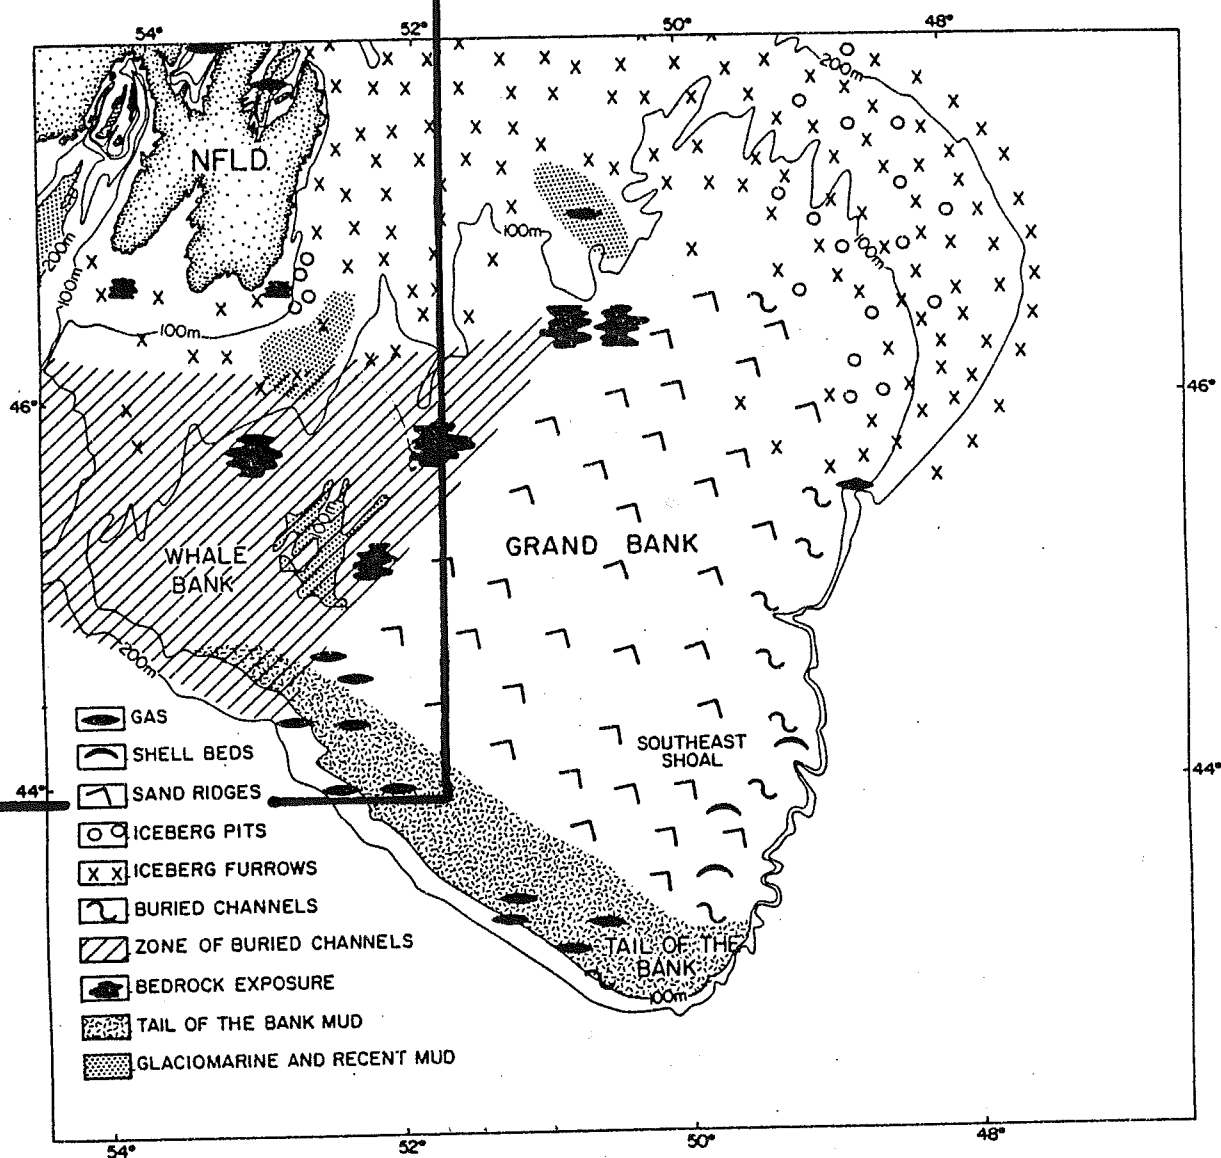 54°
52°
50°
48°
200m
NFLD.
200m
100m
100m
100m
100m
46°
46°
GRAND BANK
WHALE
BANK
200m
GAS
SHELL BEDS
SAND RIDGES
ICEBERG PITS
ICEBERG FURROWS
BURIED CHANNELS
ZONE OF BURIED CHANNELS
BEDROCK EXPOSURE
TAIL OF THE BANK MUD
GLACIOMARINE AND RECENT MUD
SOUTHEAST
SHOAL
44°
44°
TAIL OF THE
BANK
100m
54°
52°
50°
48°